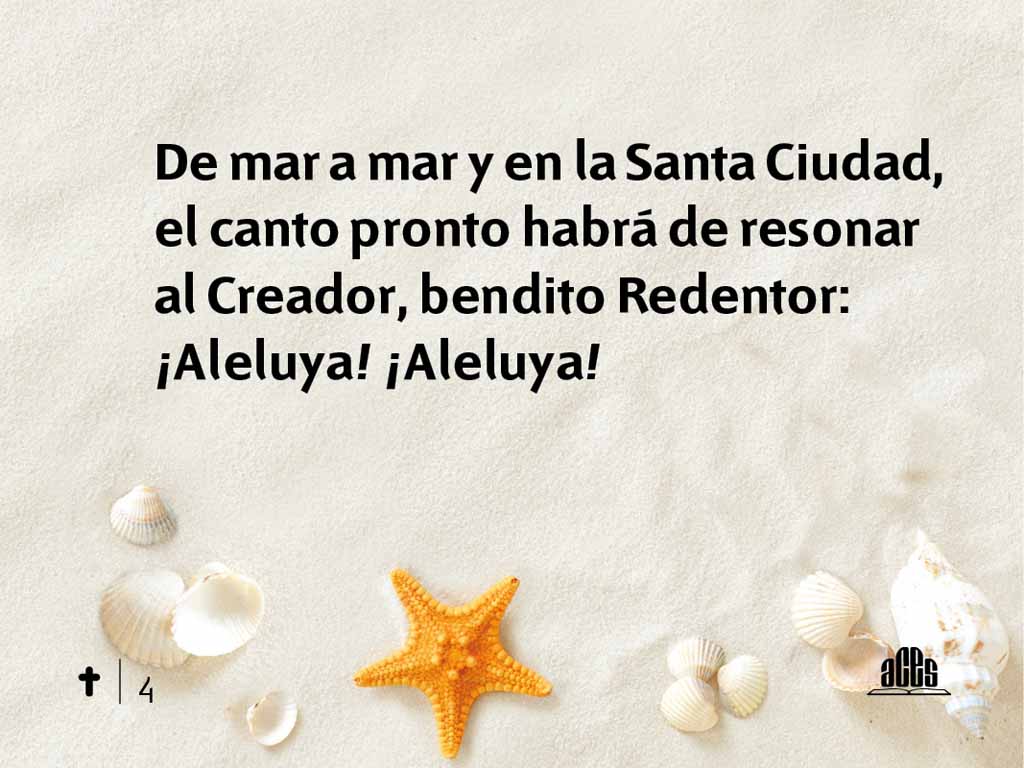 De mar a mar y en la Santa Ciudad,
el canto pronto habrá de resonar
al Creador, bendito Redentor:
¡Aleluya! ¡Aleluya!
4
aces